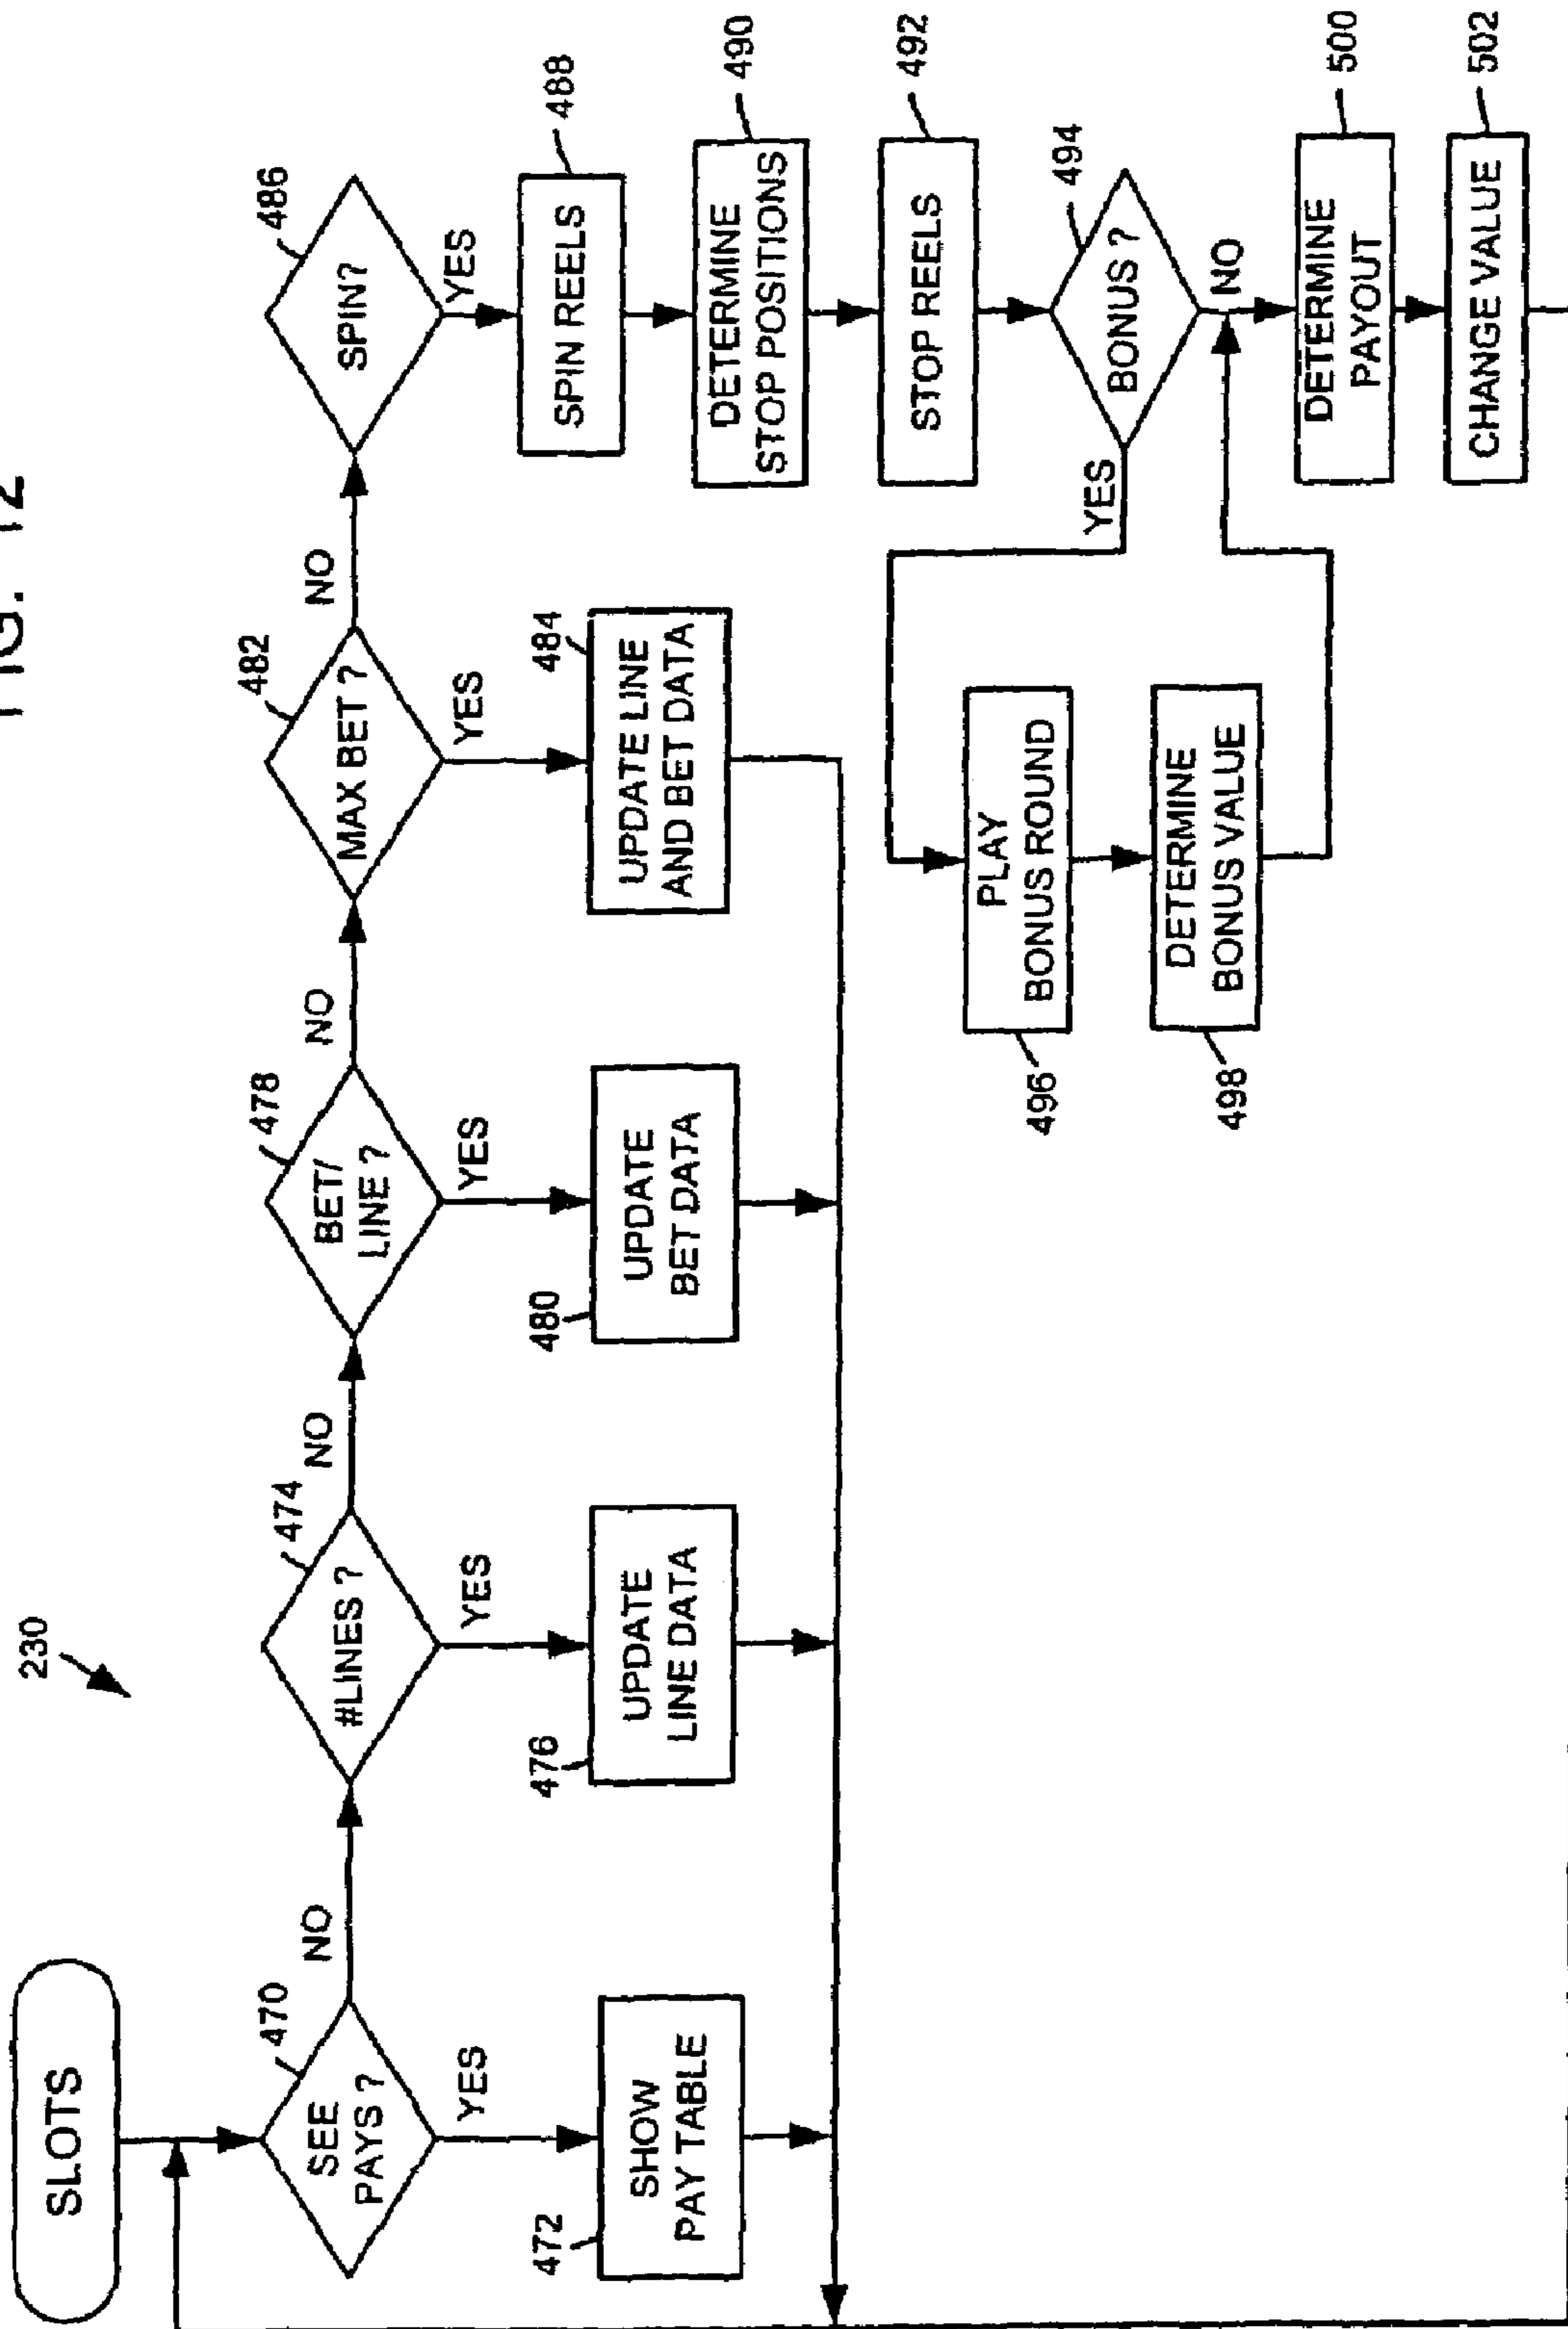 FIG. 12
230
SLOTS
470
SEE
PAYS ?
NO
YES
472
SHOW
PAY TABLE
474
#LINES ?
NO
YES
476
UPDATE
LINE DATA
478
BET/
LINE ?
NO
YES
480
UPDATE
BET DATA
482
MAX BET ?
NO
YES
484
UPDATE LINE
AND BET DATA
486
SPIN?
YES
488
SPIN REELS
490
DETERMINE
STOP POSITIONS
492
STOP REELS
494
BONUS ?
YES
NO
496
PLAY
BONUS ROUND
498
DETERMINE
BONUS VALUE
500
DETERMINE
PAYOUT
502
CHANGE VALUE